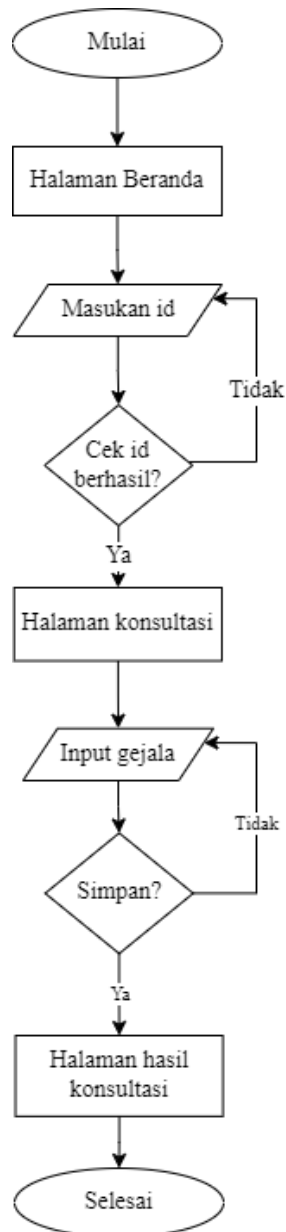 Mulai
Halaman Beranda
Masukan id
Tidak
Cek id
berhasil?
Ya
Halaman konsultasi
Input gejala
Tidak
Simpan?
Ya
Halaman hasil
konsultasi
Selesai